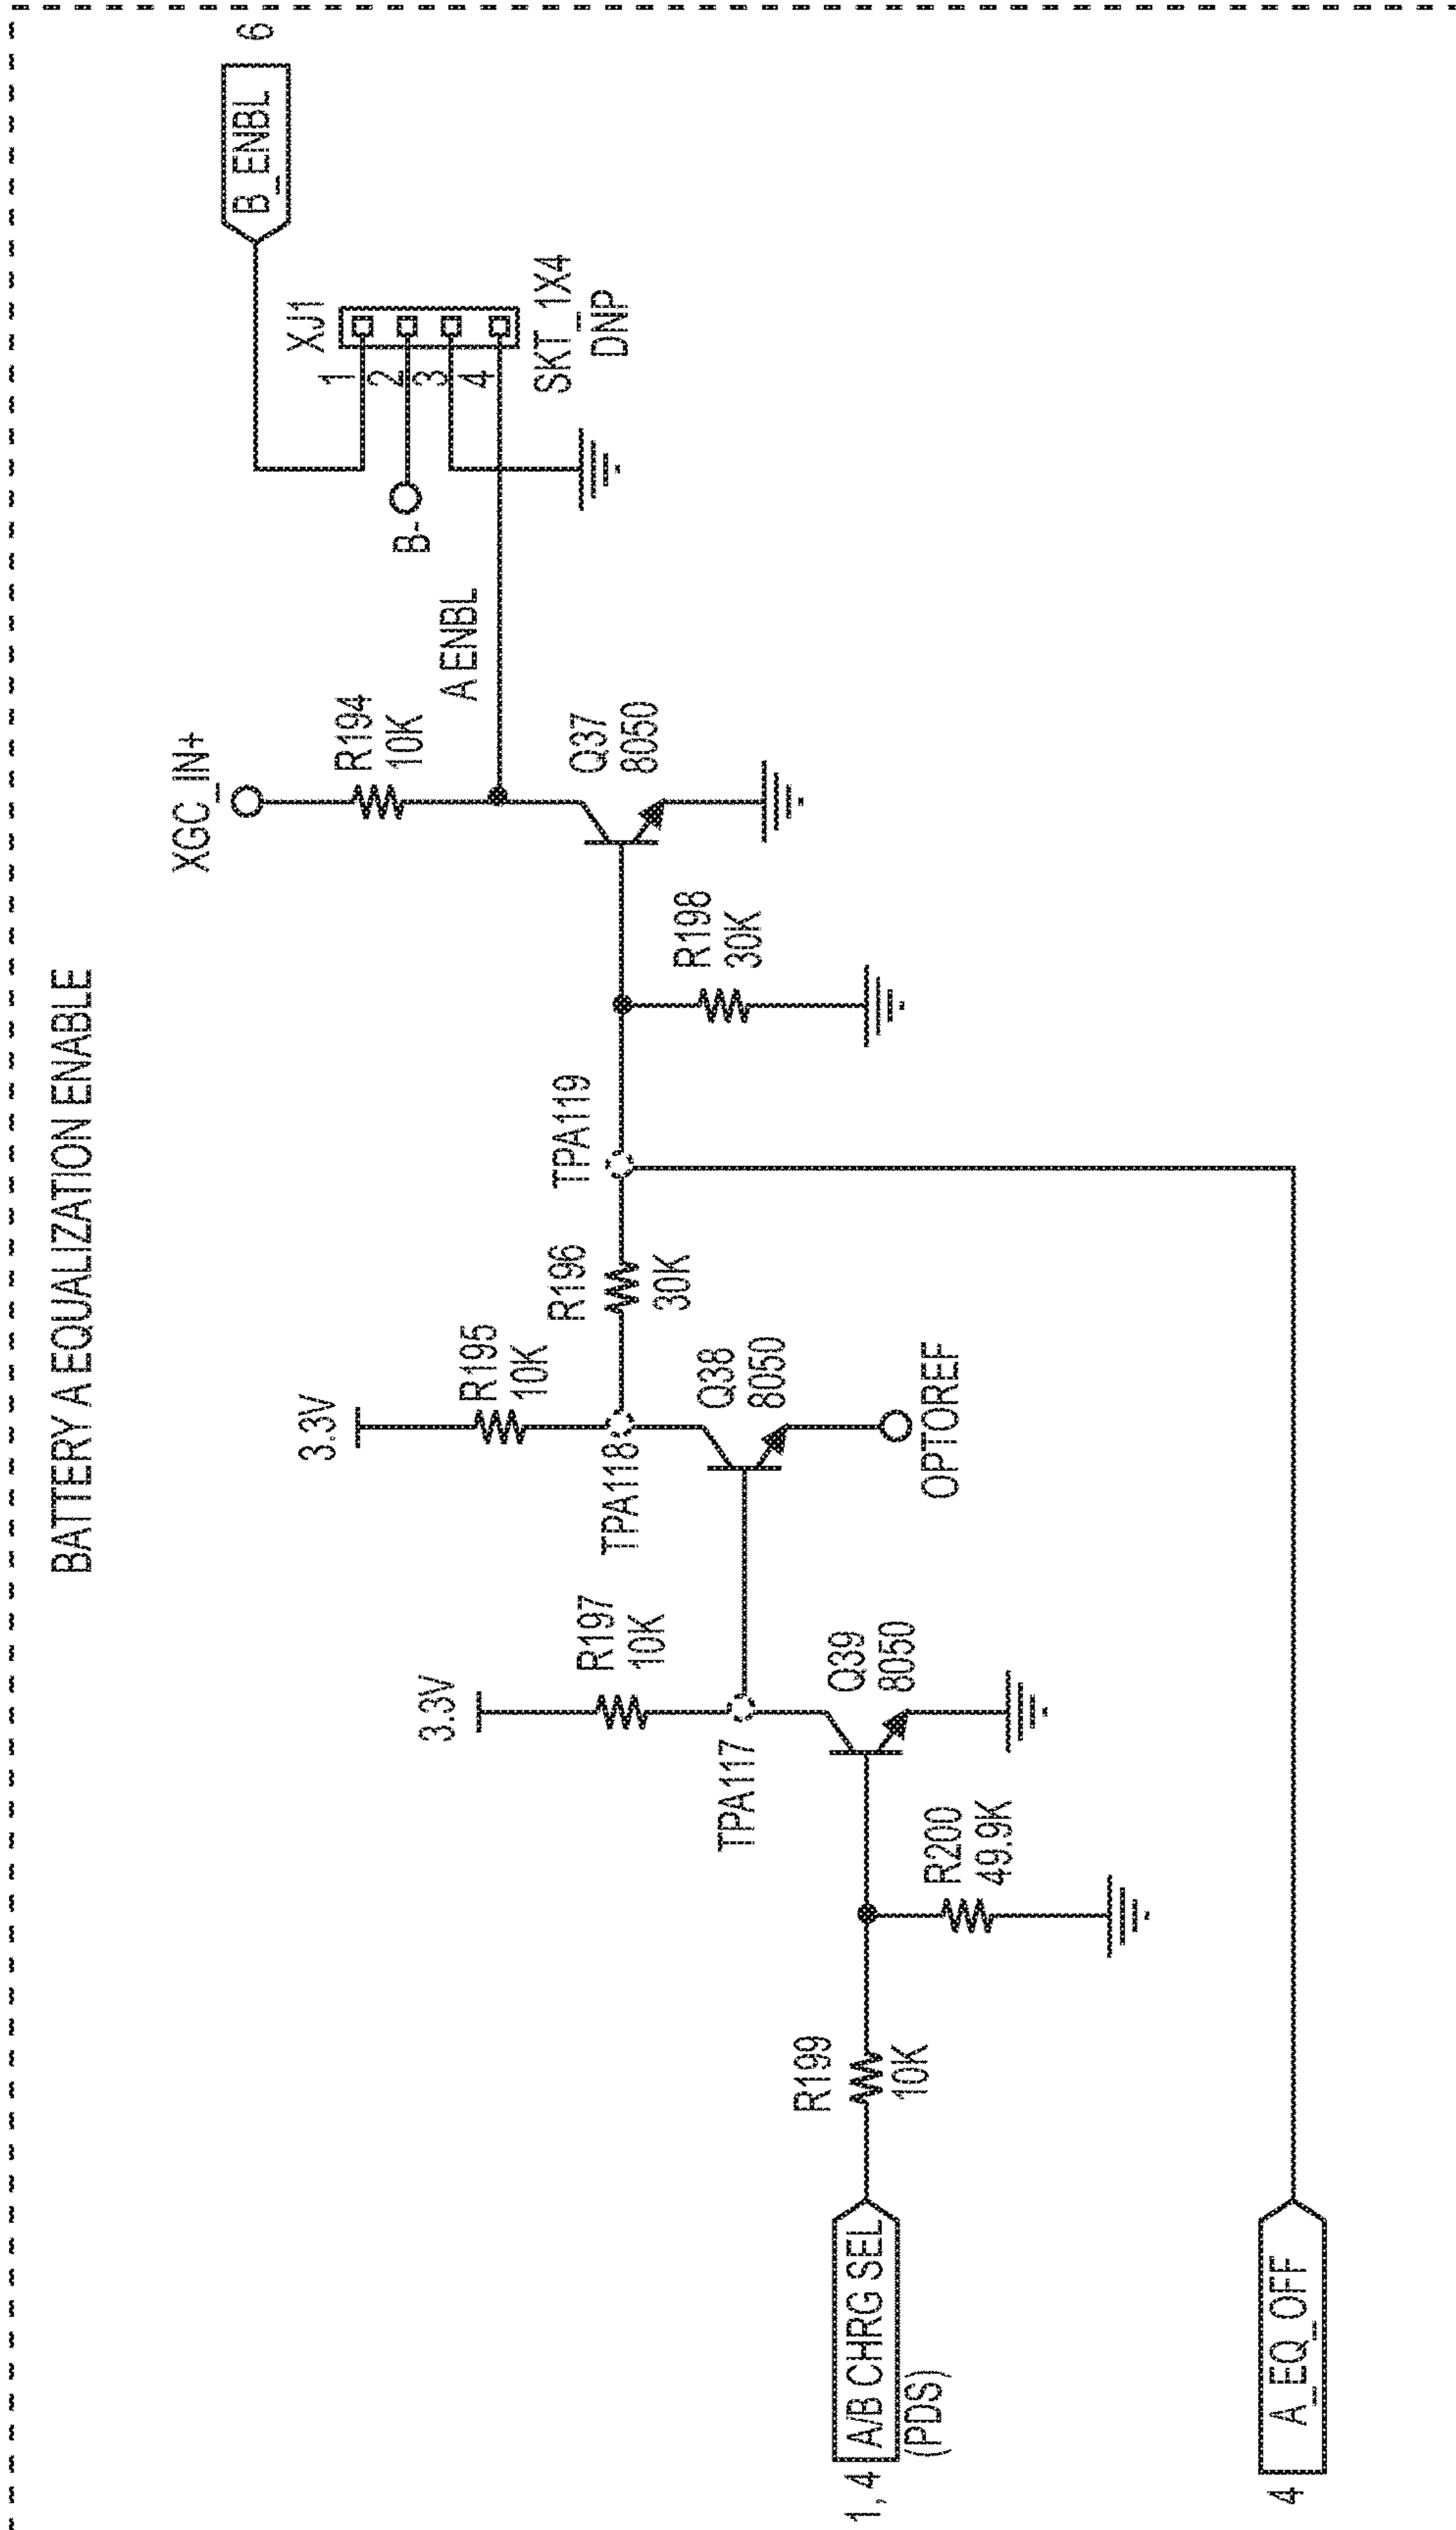 BATTERY A EQUALIZATION ENABLE
XGC_IN+
B_ENBL 6
3.3V
R194
10K
XJ1
1
2
3
4
B-
A ENBL
SKT_1X4
DNP
3.3V
R195
10K
R196
30K
TPA119
Q37
8050
R197
10K
TPA118
Q38
8050
R198
30K
TPA117
OPTOREF
R199
10K
Q39
8050
R200
49.9K
1, 4 A/B CHRG SEL
(PDS)
4 A_EQ_OFF